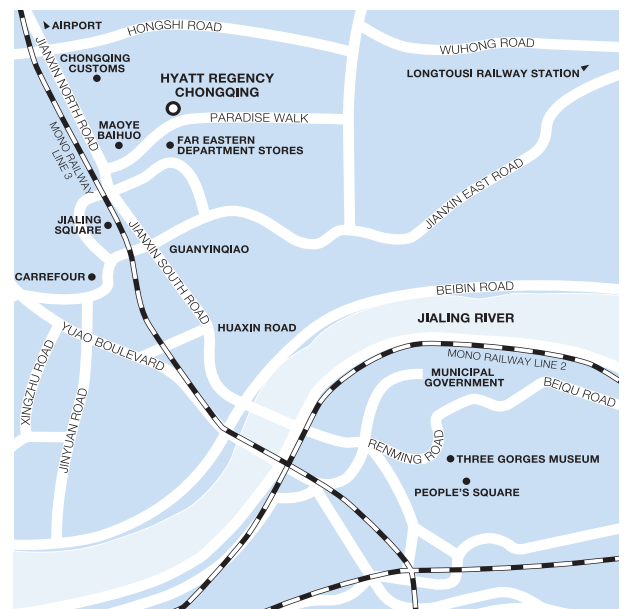 AIRPORT
HONGSHI ROAD
WUHONG ROAD
CHONGQING
CUSTOMS
LONGTOUSI RAILWAY STATION
HYATT REGENCY
CHONGQING
JIANXIN NORTH ROAD
MONO RAILWAY
LINE 3
PARADISE WALK
MAOYE
BAIHUO
FAR EASTERN
DEPARTMENT STORES
JIANXIN EAST ROAD
JIALING
SQUARE
JIANXIN SOUTH ROAD
GUANYINQIAO
CARREFOUR
BEIBIN ROAD
JIALING RIVER
HUAXIN ROAD
YUAO BOULEVARD
MONO RAILWAY LINE 2
MUNICIPAL
GOVERNMENT
BEIQU ROAD
XINGZHU ROAD
JINYUAN ROAD
RENMING ROAD
THREE GORGES MUSEUM
PEOPLE'S SQUARE